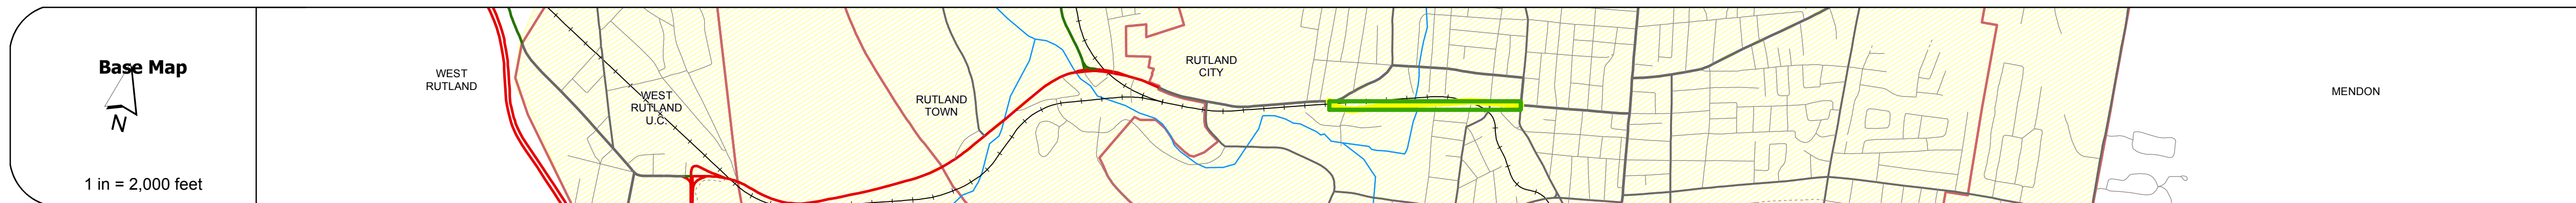 Base Map
N
1 in = 2,000 feet
WEST
RUTLAND
WEST
RUTLAND
U.C.
RUTLAND
TOWN
RUTLAND
CITY
MENDON